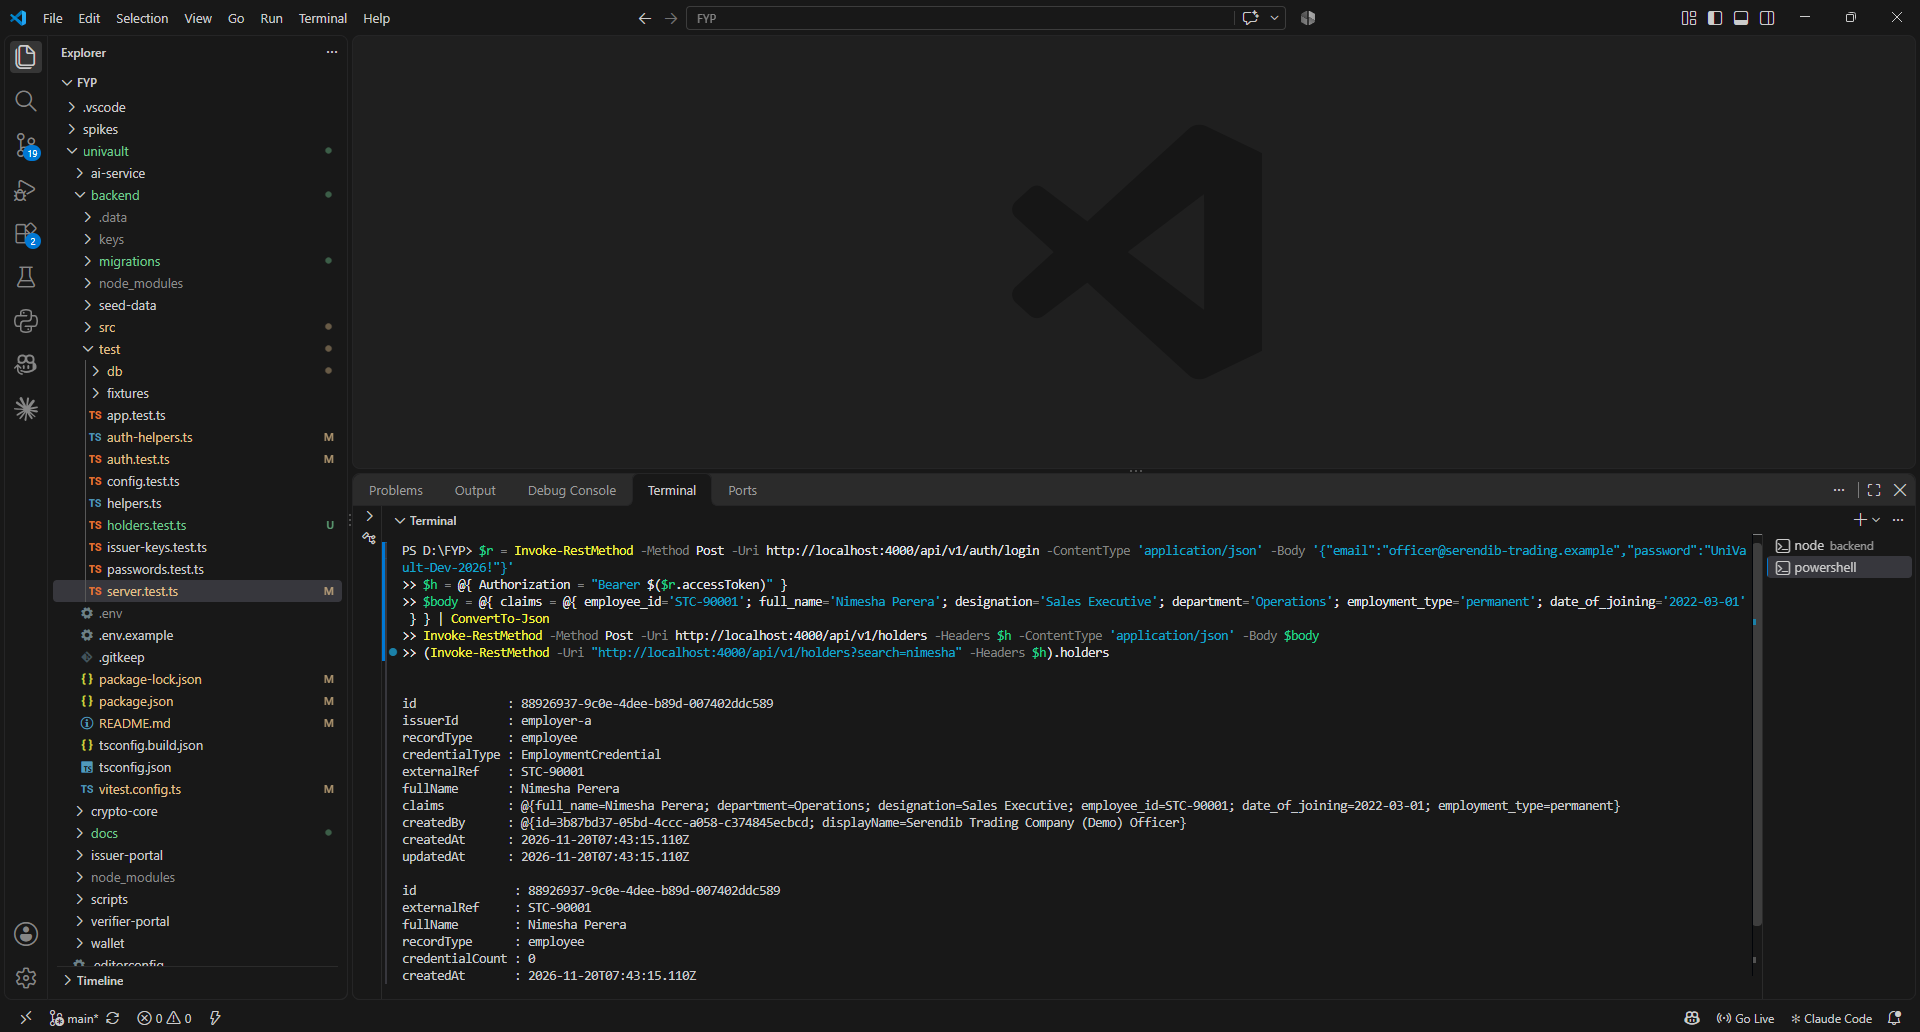 File Edit Selection View Go Run Terminal Help
FYP
Explorer
FYP
.vscode
spikes
univault
ai-service
backend
.data
keys
migrations
node_modules
seed-data
src
test
db
fixtures
TS app.test.ts
TS auth-helpers.ts M
TS auth.test.ts M
TS config.test.ts
TS helpers.ts
TS holders.test.ts U
TS issuer-keys.test.ts
TS passwords.test.ts
TS server.test.ts M
.env
.env.example
.gitkeep
{} package-lock.json M
{} package.json M
README.md M
{} tsconfig.build.json
tsconfig.json
TS vitest.config.ts M
crypto-core
docs
issuer-portal
node_modules
scripts
verifier-portal
wallet
.editorconfig
Timeline
19
2
Problems Output Debug Console Terminal Ports
Terminal
PS D:\FYP> $r = Invoke-RestMethod -Method Post -Uri http://localhost:4000/api/v1/auth/login -ContentType 'application/json' -Body '{"email":"officer@serendib-trading.example","password":"UniVa
ult-Dev-2026!"}'
>> $h = @{ Authorization = "Bearer $($r.accessToken)" }
>> $body = @{ claims = @{ employee_id='STC-90001'; full_name='Nimesha Perera'; designation='Sales Executive'; department='Operations'; employment_type='permanent'; date_of_joining='2022-03-01'
} } | ConvertTo-Json
>> Invoke-RestMethod -Method Post -Uri http://localhost:4000/api/v1/holders -Headers $h -ContentType 'application/json' -Body $body
>> (Invoke-RestMethod -Uri "http://localhost:4000/api/v1/holders?search=nimesha" -Headers $h).holders
id : 88926937-9c0e-4dee-b89d-007402ddc589
issuerId : employer-a
recordType : employee
credentialType : EmploymentCredential
externalRef : STC-90001
fullName : Nimesha Perera
claims : @{full_name=Nimesha Perera; department=Operations; designation=Sales Executive; employee_id=STC-90001; date_of_joining=2022-03-01; employment_type=permanent}
createdBy : @{id=3b87bd37-05bd-4ccc-a058-c374845ecbcd; displayName=Serendib Trading Company (Demo) Officer}
createdAt : 2026-11-20T07:43:15.110Z
updatedAt : 2026-11-20T07:43:15.110Z
id : 88926937-9c0e-4dee-b89d-007402ddc589
externalRef : STC-90001
fullName : Nimesha Perera
recordType : employee
credentialCount : 0
createdAt : 2026-11-20T07:43:15.110Z
node backend
powershell
main* 0 0
Go Live Claude Code